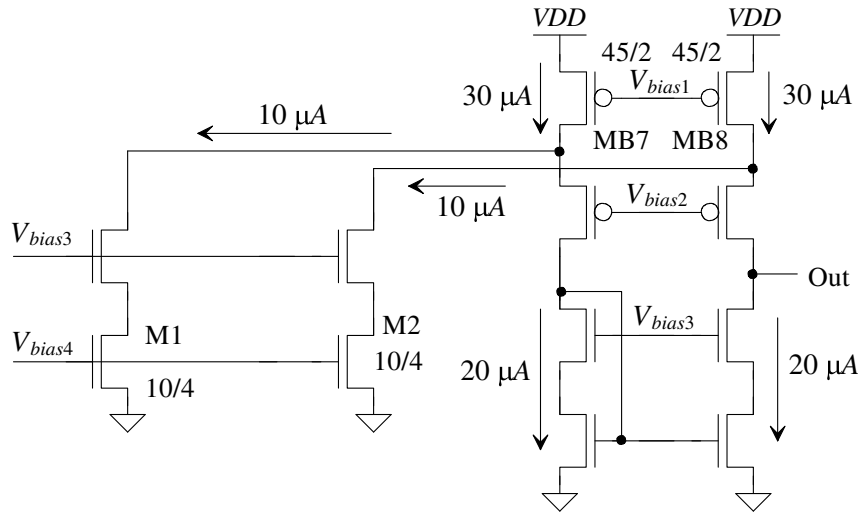 VDD VDD
45/2 45/2
30 μA V_bias1 30 μA
10 μA
MB7 MB8
10 μA V_bias2
V_bias3
Out
V_bias3
V_bias4 M1 M2
10/4 10/4
20 μA 20 μA